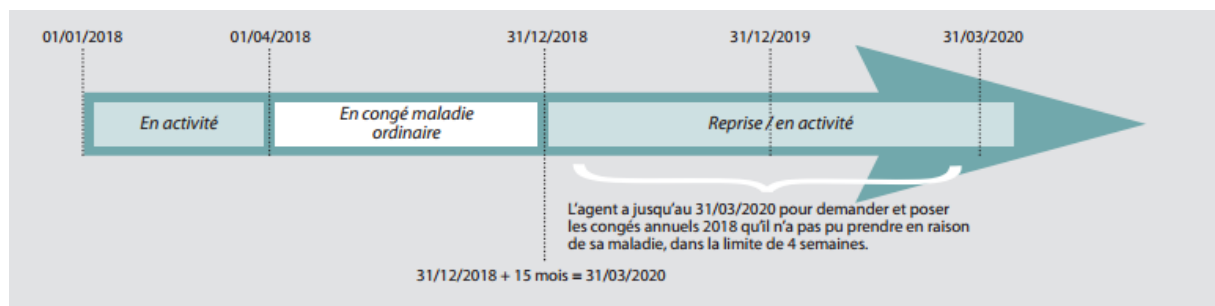 01/01/2018 01/04/2018 31/12/2018 31/12/2019 31/03/2020
En activité
En congé maladie
ordinaire
Reprise / en activité
L'agent a jusqu'au 31/03/2020 pour demander et poser
les congés annuels 2018 qu'il n'a pas pu prendre en raison
de sa maladie, dans la limite de 4 semaines.
31/12/2018 + 15 mois = 31/03/2020